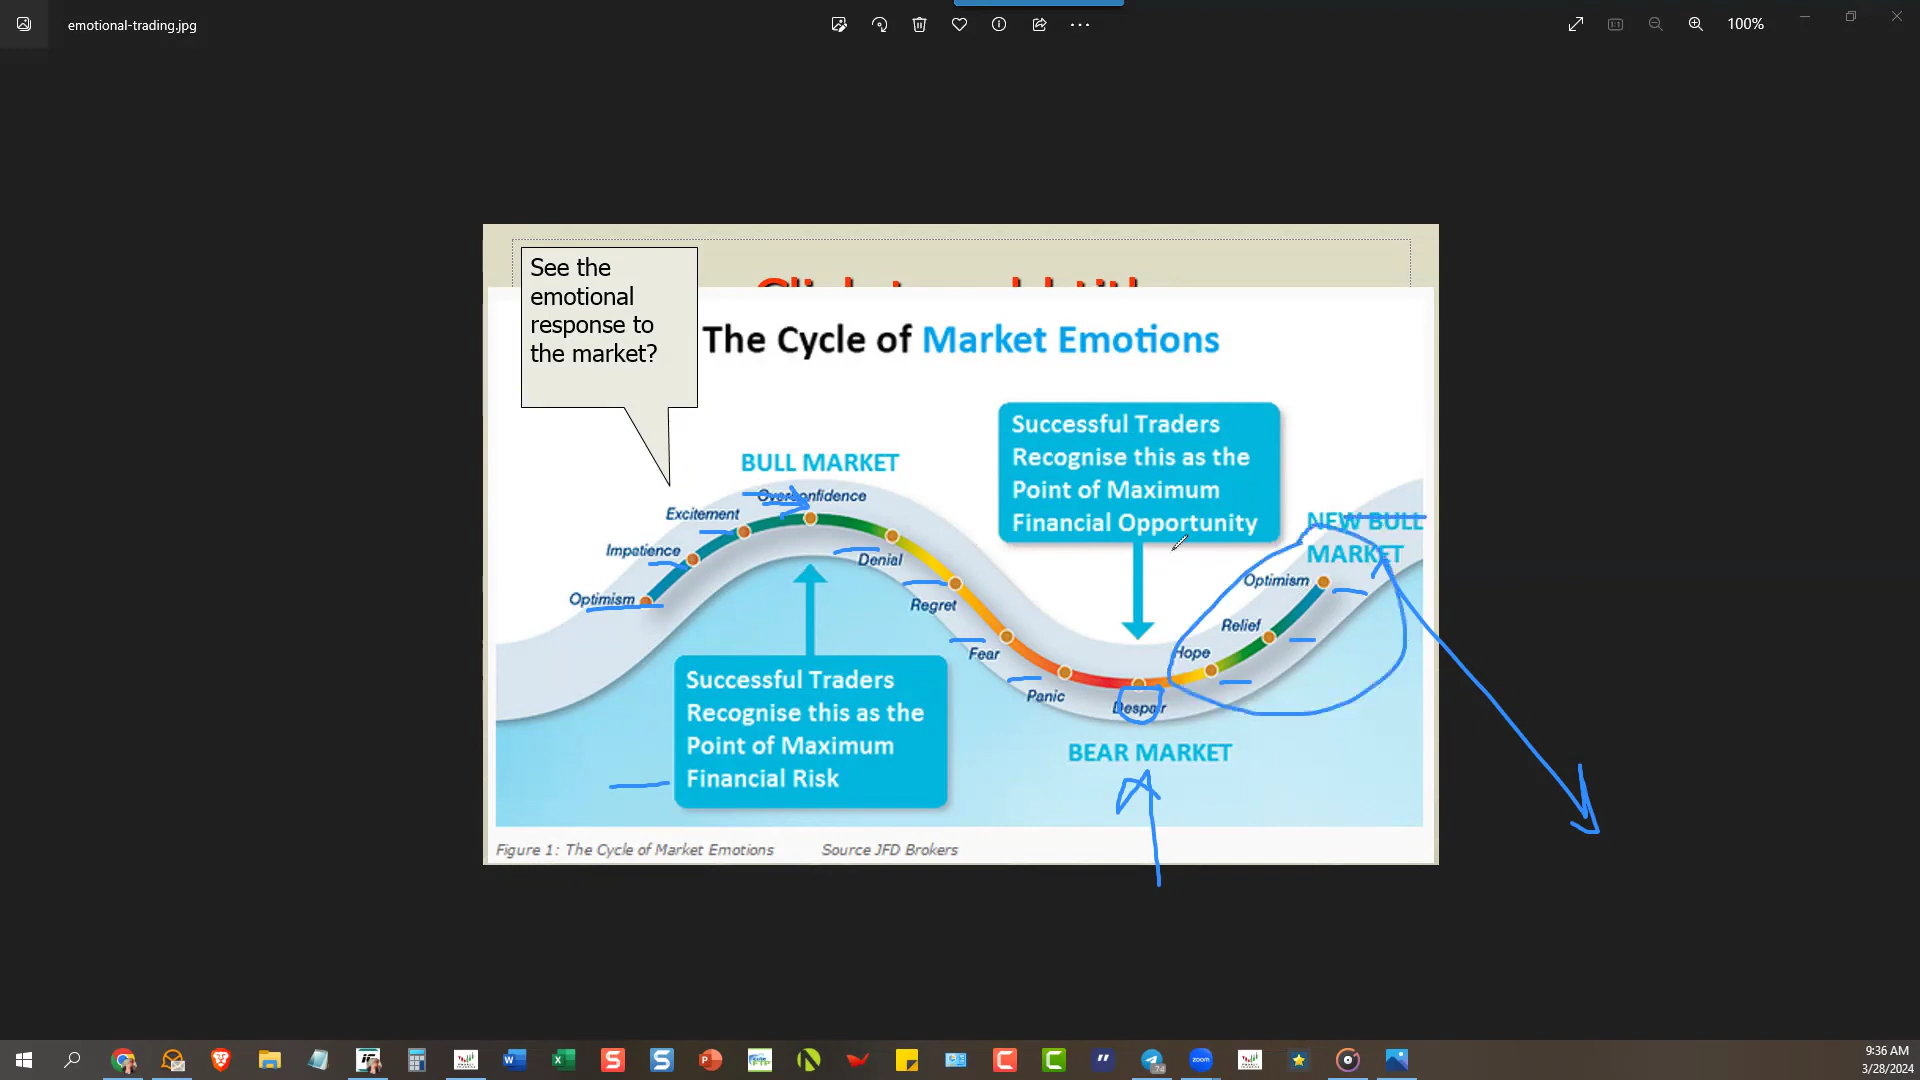 emotional-trading.jpg
100%
See the
emotional
response to
the market?
The Cycle of Market Emotions
Successful Traders
Recognise this as the
Point of Maximum
Financial Opportunity
BULL MARKET
Overconfidence
Excitement
Impatience
Optimism
Denial
Regret
Fear
Panic
Despair
Hope
Relief
Optimism
NEW BULL
MARKET
Successful Traders
Recognise this as the
Point of Maximum
Financial Risk
BEAR MARKET
Figure 1: The Cycle of Market Emotions Source JFD Brokers
74
zoom
9:36 AM
3/28/2024